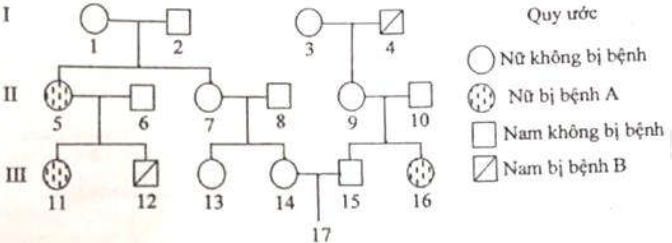 I
1 2 3 4
Quy ước
Nữ không bị bệnh
II
5 6 7 8 9 10
Nữ bị bệnh A
Nam không bị bệnh
III
11 12 13 14 15 16
Nam bị bệnh B
17